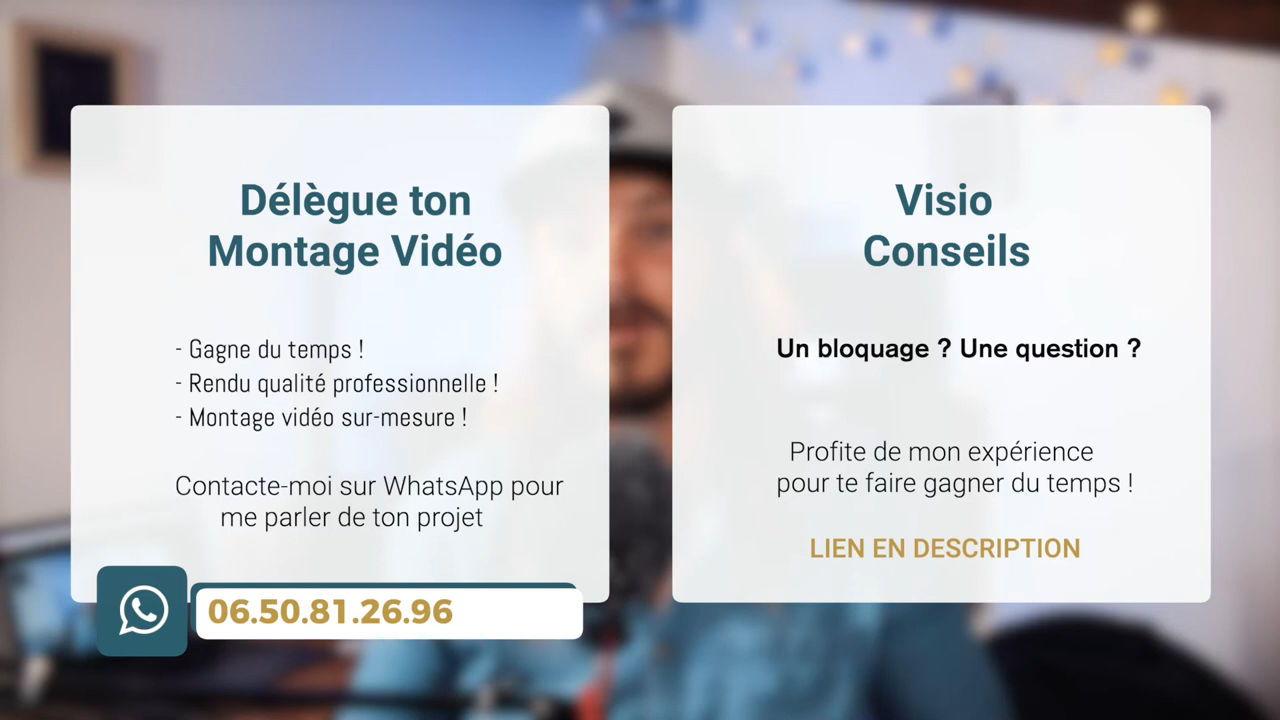 Délègue ton
Montage Vidéo
- Gagne du temps !
- Rendu qualité professionnelle !
- Montage vidéo sur-mesure !
Contacte-moi sur WhatsApp pour
me parler de ton projet
06.50.81.26.96
Visio
Conseils
Un bloquage ? Une question ?
Profite de mon expérience
pour te faire gagner du temps !
LIEN EN DESCRIPTION